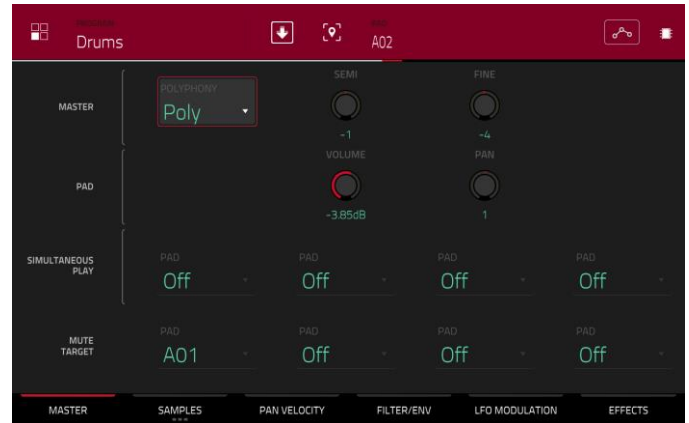 PROGRAM
Drums
PAD
A02
MASTER
POLYPHONY
Poly
SEMI
-1
FINE
-4
PAD
VOLUME
-3.85dB
PAN
1
SIMULTANEOUS
PLAY
PAD PAD PAD PAD
Off Off Off Off
MUTE
TARGET
PAD PAD PAD PAD
A01 Off Off Off
MASTER SAMPLES PAN VELOCITY FILTER/ENV LFO MODULATION EFFECTS